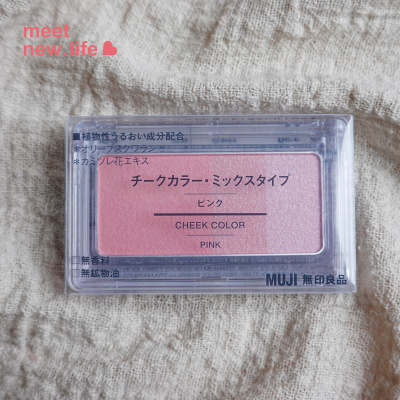 meet
new.life
■植物性うるおい成分配合。
*オリーブスクワラン
*カミツレ花エキス
チークカラー・ミックスタイプ
ピンク
CHEEK COLOR
PINK
□無香料
□無鉱物油
MUJI 無印良品